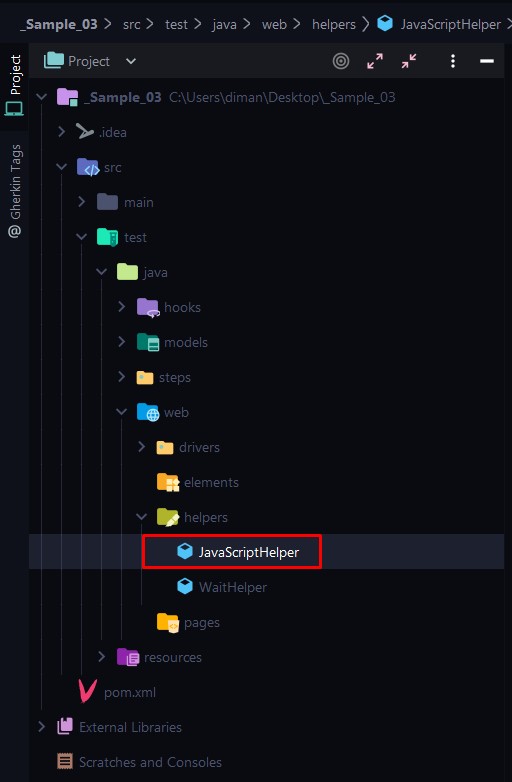 _Sample_03 > src > test > java > web > helpers > JavaScriptHelper >
Project
@ Gherkin Tags
Project
_Sample_03 C:\Users\diman\Desktop\_Sample_03
.idea
src
main
test
java
hooks
models
steps
web
drivers
elements
helpers
JavaScriptHelper
WaitHelper
pages
resources
pom.xml
External Libraries
Scratches and Consoles